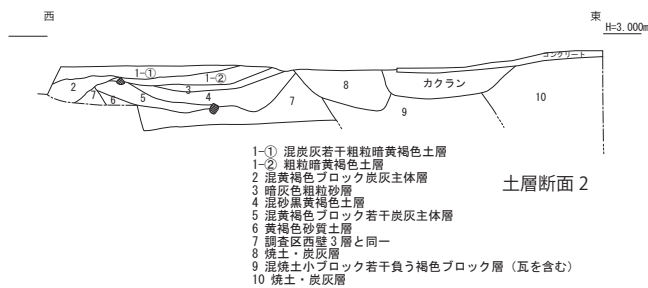 西
東
H=3.000m
コンクリート
1-①
1-②
2
3
8
カクラン
10
7
6
5
4
7
9
1-① 混炭灰若干粗粒暗黄褐色土層
1-② 粗粒暗黄褐色土層
2 混黄褐色ブロック炭灰主体層
3 暗灰色粗粒砂層
4 混砂黒黄褐色土層
5 混黄褐色ブロック若干炭灰主体層
6 黄褐色砂質土層
7 調査区西壁3層と同一
8 焼土・炭灰層
9 混焼土小ブロック若干負う褐色ブロック層（瓦を含む）
10 焼土・炭灰層
土層断面2